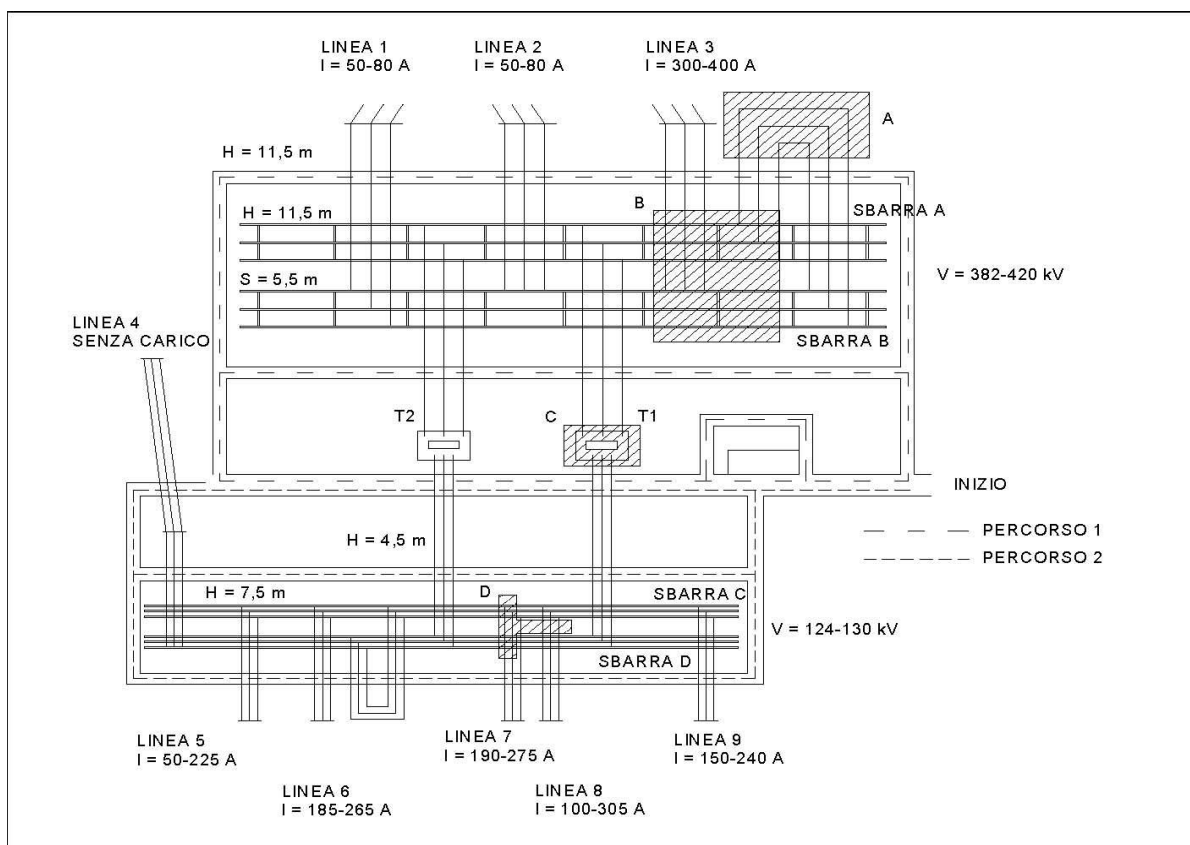 LINEA 1
I = 50-80 A
LINEA 2
I = 50-80 A
LINEA 3
I = 300-400 A
A
H = 11,5 m
H = 11,5 m
B
SBARRA A
S = 5,5 m
V = 382-420 kV
LINEA 4
SENZA CARICO
SBARRA B
T2
C
T1
INIZIO
H = 4,5 m
PERCORSO 1
PERCORSO 2
H = 7,5 m
D
SBARRA C
V = 124-130 kV
SBARRA D
LINEA 5
I = 50-225 A
LINEA 6
I = 185-265 A
LINEA 7
I = 190-275 A
LINEA 8
I = 100-305 A
LINEA 9
I = 150-240 A